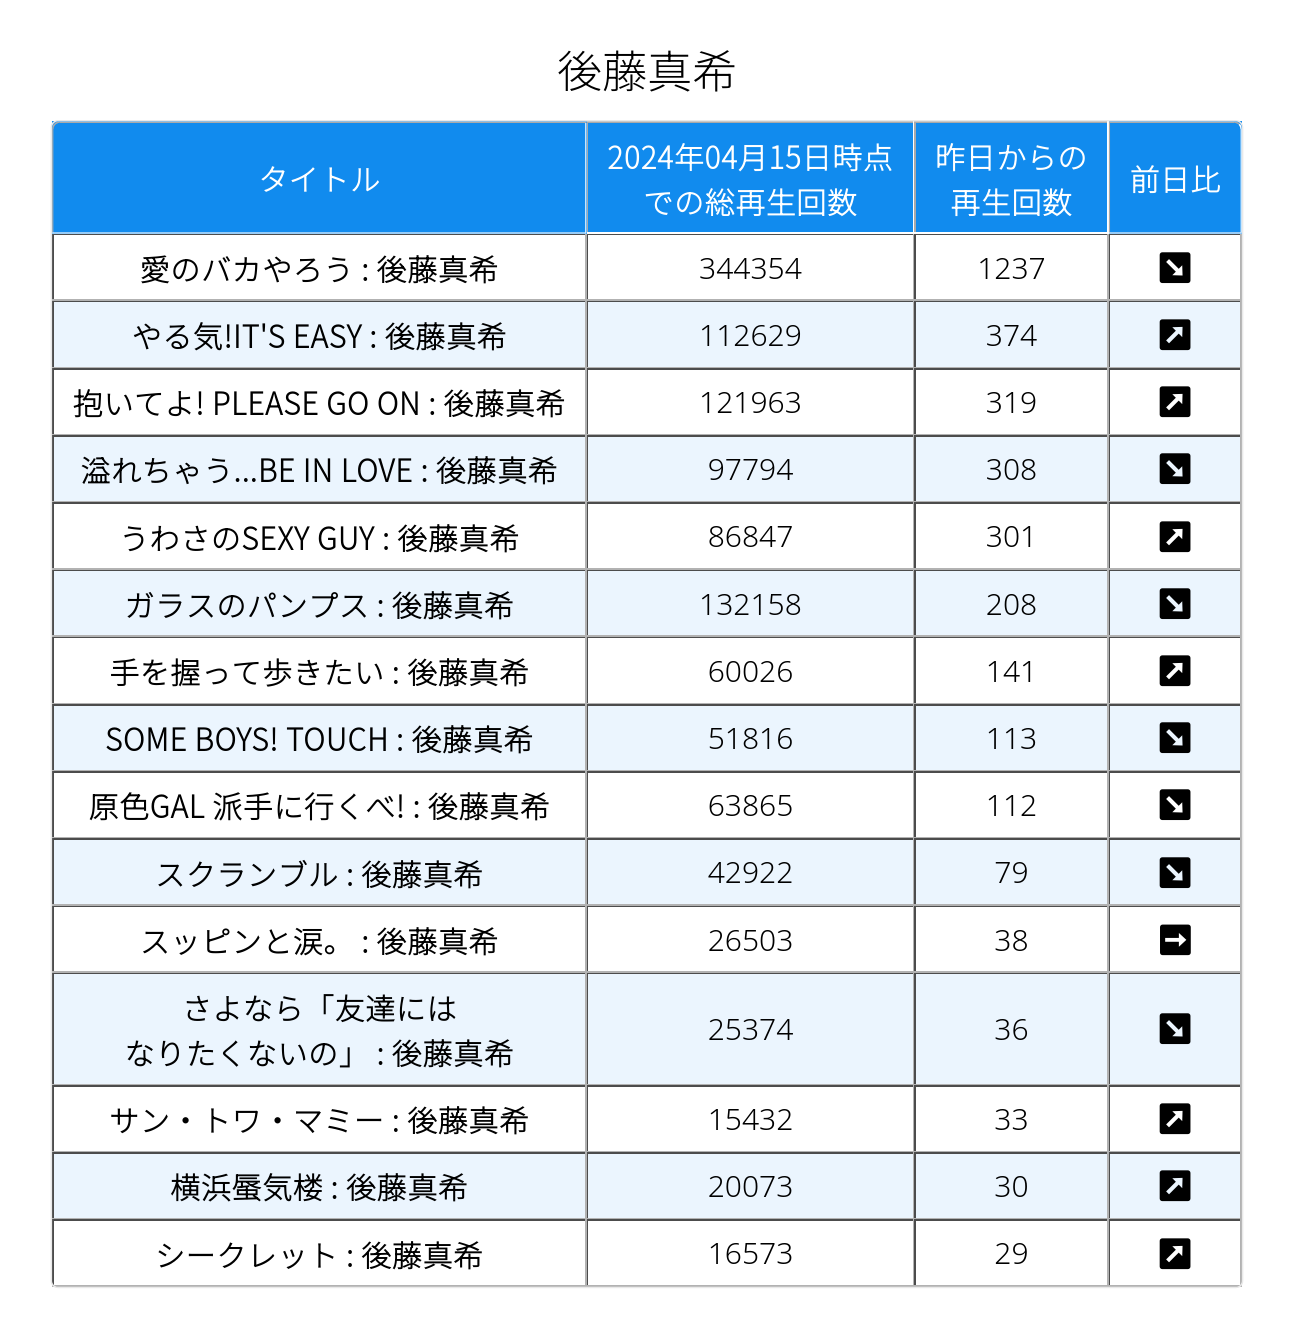 後藤真希
タイトル
2024年04月15日時点
での総再生回数
昨日からの
再生回数
前日比
愛のバカやろう : 後藤真希 344354 1237 ↘
やる気!IT'S EASY : 後藤真希 112629 374 ↗
抱いてよ! PLEASE GO ON : 後藤真希 121963 319 ↗
溢れちゃう...BE IN LOVE : 後藤真希 97794 308 ↘
うわさのSEXY GUY : 後藤真希 86847 301 ↗
ガラスのパンプス : 後藤真希 132158 208 ↘
手を握って歩きたい : 後藤真希 60026 141 ↗
SOME BOYS! TOUCH : 後藤真希 51816 113 ↘
原色GAL 派手に行くべ! : 後藤真希 63865 112 ↘
スクランブル : 後藤真希 42922 79 ↘
スッピンと涙。 : 後藤真希 26503 38 →
さよなら「友達には
なりたくないの」 : 後藤真希 25374 36 ↘
サン・トワ・マミー : 後藤真希 15432 33 ↗
横浜蜃気楼 : 後藤真希 20073 30 ↗
シークレット : 後藤真希 16573 29 ↗